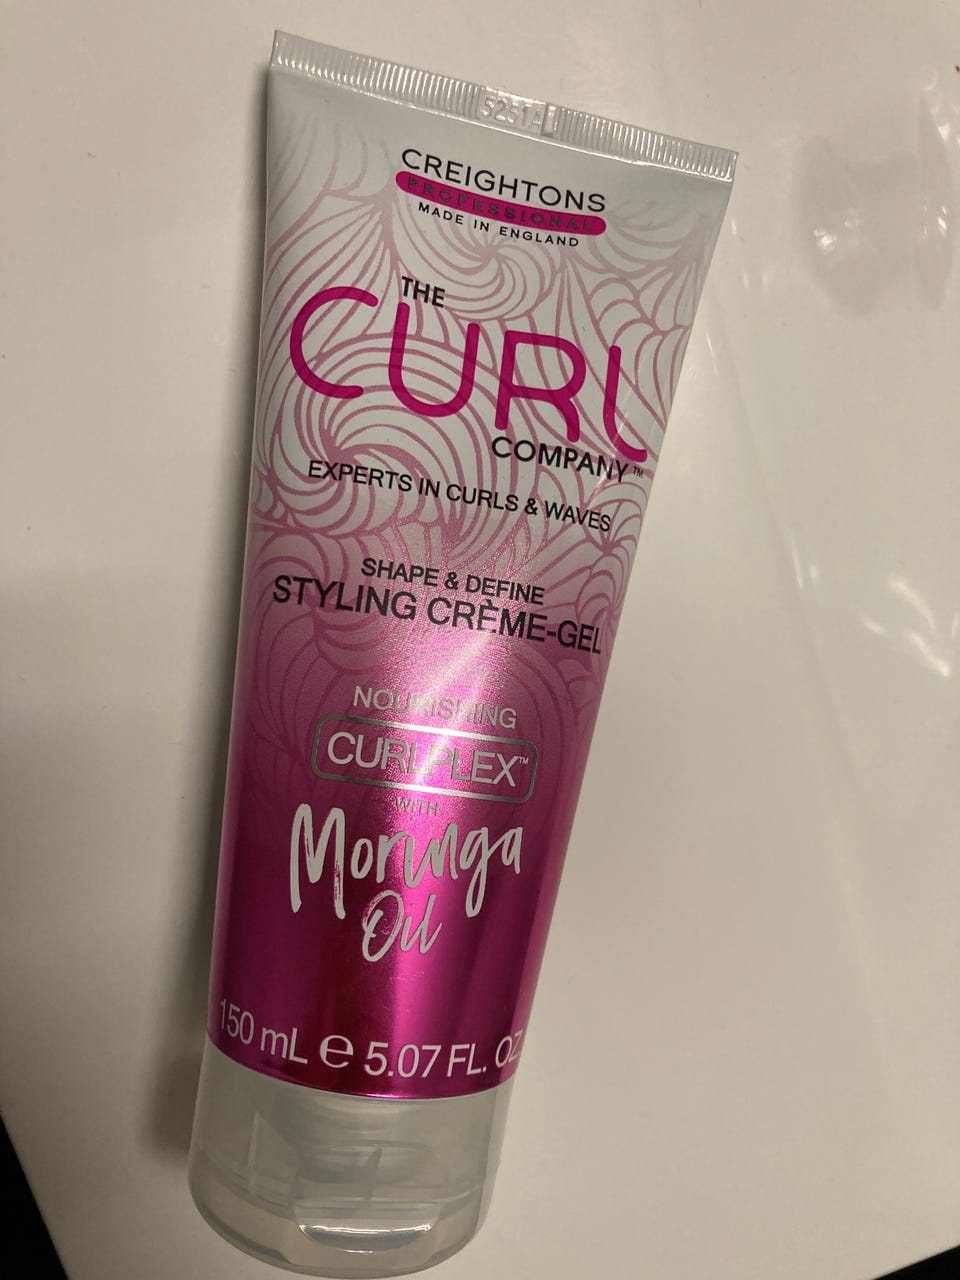 5251A
CREIGHTONS
PROFESSIONAL
MADE IN ENGLAND
THE
CURL
COMPANY™
EXPERTS IN CURLS & WAVES
SHAPE & DEFINE
STYLING CRÈME-GEL
NOURISHING
CURLPLEX™
WITH
Moringa
Oil
150 mL ℮ 5.07 FL. OZ